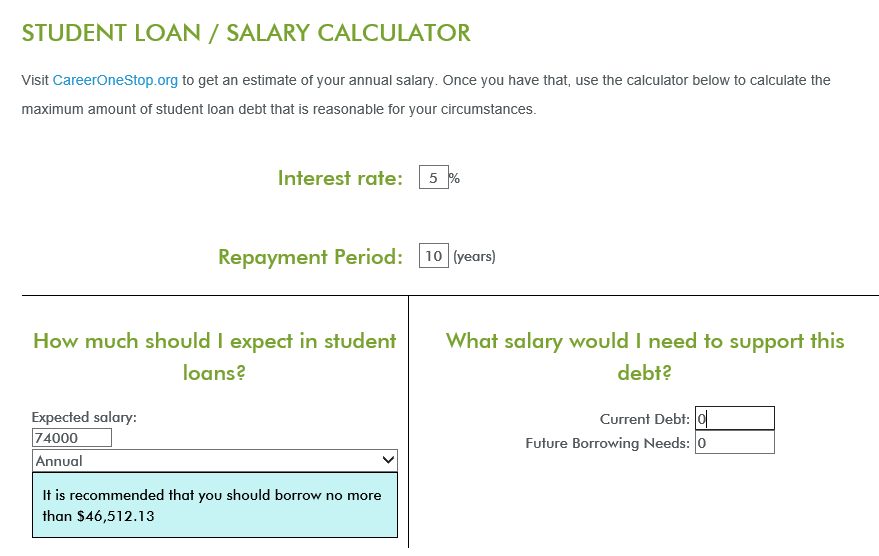 STUDENT LOAN / SALARY CALCULATOR
Visit CareerOneStop.org to get an estimate of your annual salary. Once you have that, use the calculator below to calculate the
maximum amount of student loan debt that is reasonable for your circumstances.
Interest rate: 5 %
Repayment Period: 10 (years)
How much should I expect in student
loans?
Expected salary:
74000
Annual
It is recommended that you should borrow no more
than $46,512.13
What salary would I need to support this
debt?
Current Debt: 0
Future Borrowing Needs: 0